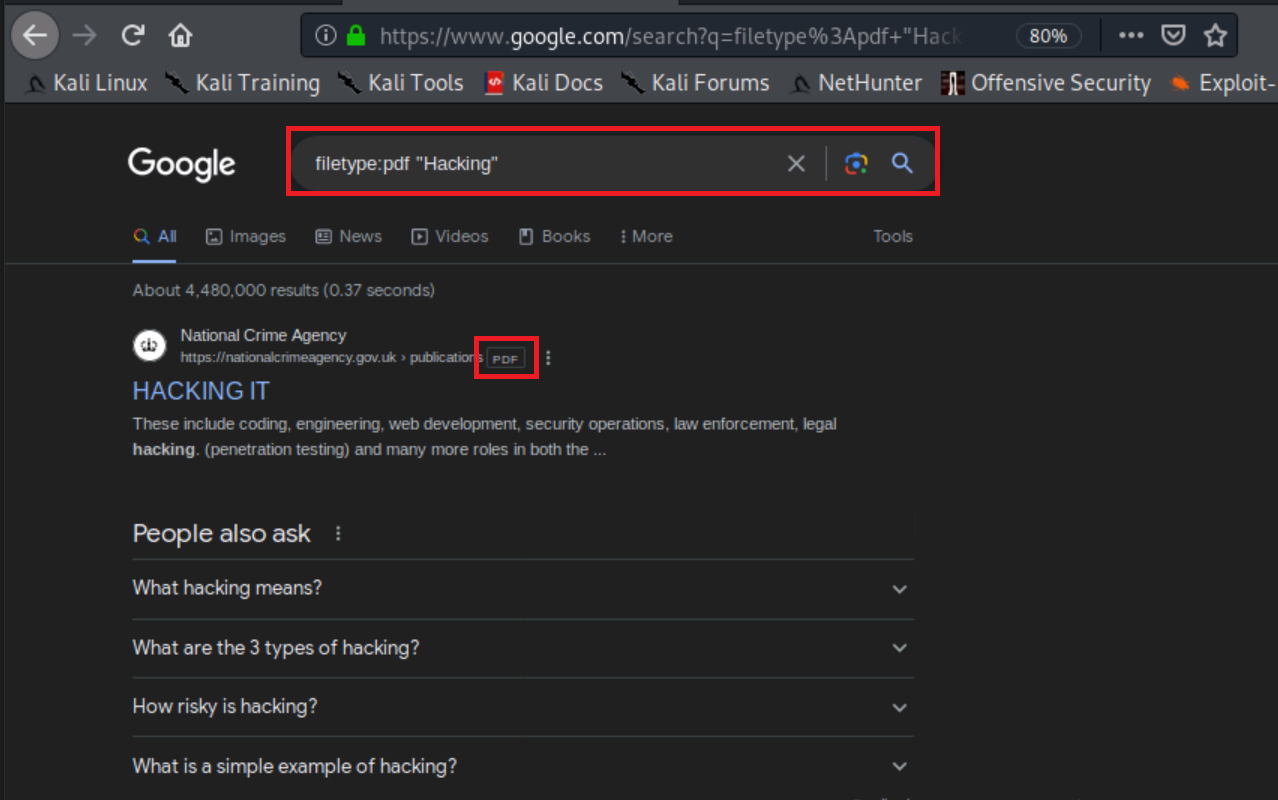 https://www.google.com/search?q=filetype%3Apdf+"Hack
80%
Kali Linux Kali Training Kali Tools Kali Docs Kali Forums NetHunter Offensive Security Exploit-
Google
filetype:pdf "Hacking"
All Images News Videos Books More Tools
About 4,480,000 results (0.37 seconds)
National Crime Agency
https://nationalcrimeagency.gov.uk › publications PDF
HACKING IT
These include coding, engineering, web development, security operations, law enforcement, legal
hacking. (penetration testing) and many more roles in both the ...
People also ask
What hacking means?
What are the 3 types of hacking?
How risky is hacking?
What is a simple example of hacking?